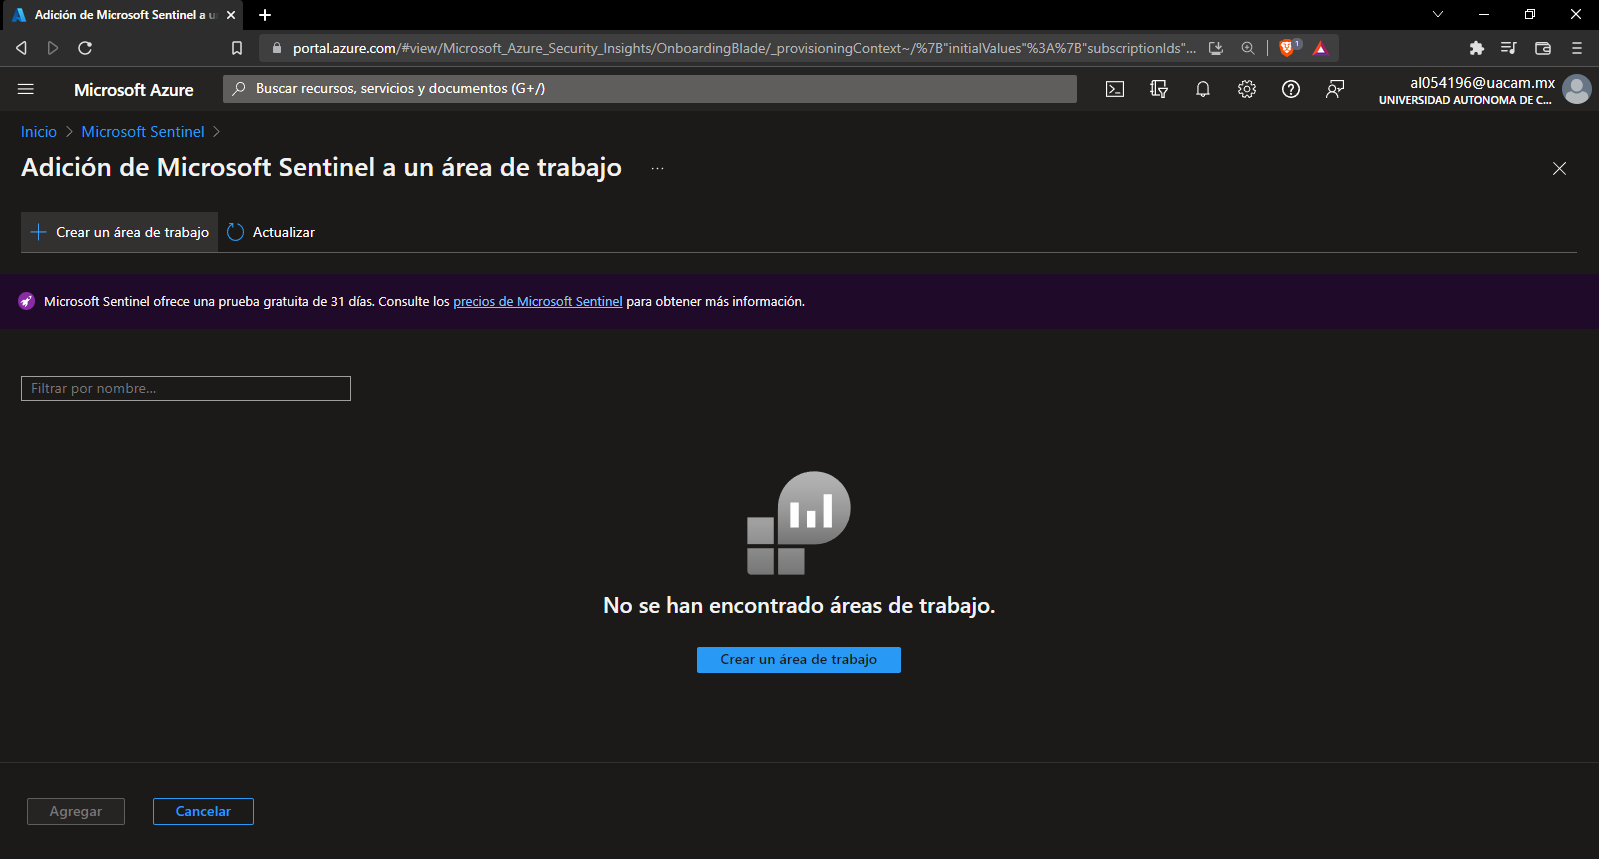 Adición de Microsoft Sentinel a u
portal.azure.com/#view/Microsoft_Azure_Security_Insights/OnboardingBlade/_provisioningContext~/%7B"initialValues"%3A%7B"subscriptionIds"...
1
Microsoft Azure
Buscar recursos, servicios y documentos (G+/)
al054196@uacam.mx
UNIVERSIDAD AUTONOMA DE C...
Inicio > Microsoft Sentinel >
Adición de Microsoft Sentinel a un área de trabajo ...
Crear un área de trabajo
Actualizar
Microsoft Sentinel ofrece una prueba gratuita de 31 días. Consulte los precios de Microsoft Sentinel para obtener más información.
Filtrar por nombre...
No se han encontrado áreas de trabajo.
Crear un área de trabajo
Agregar
Cancelar